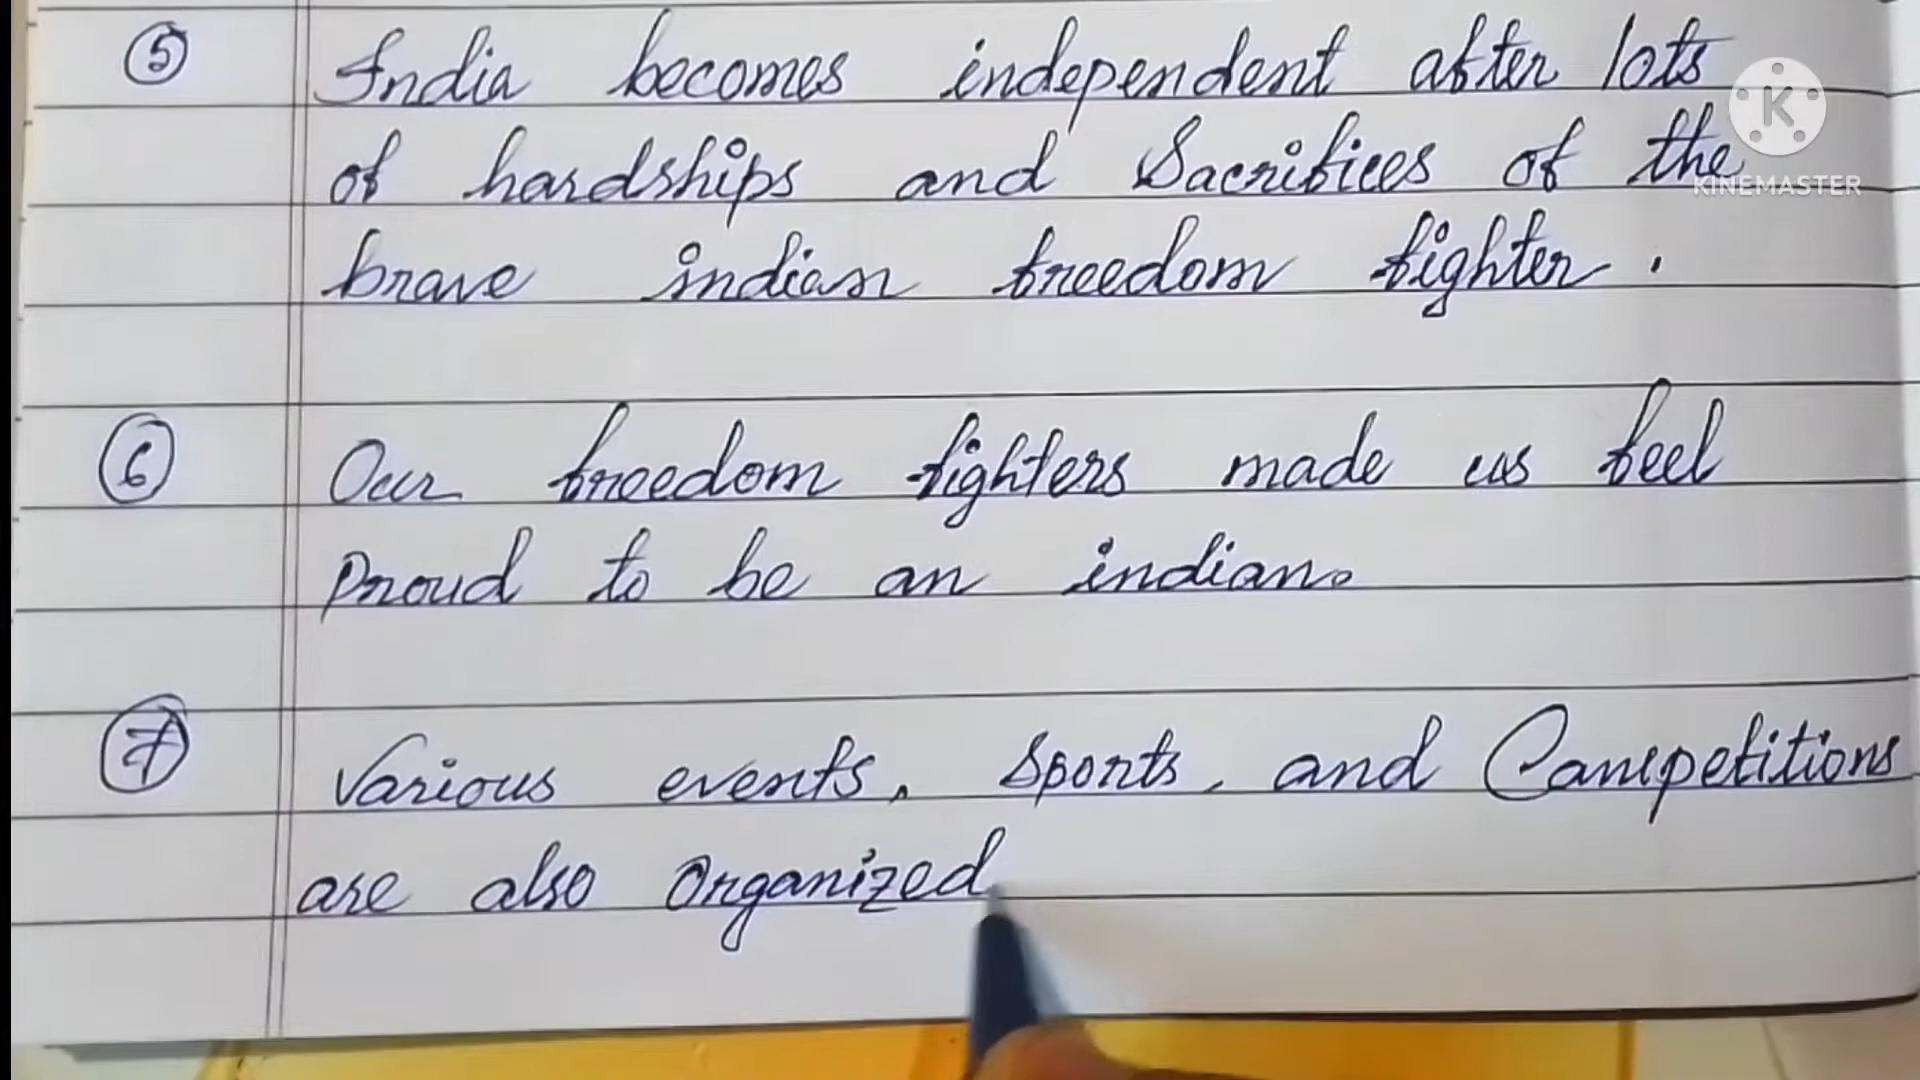 5 India becomes independent after lots
of hardships and Sacrifices of the
brave indian freedom fighter.
6 Our freedom fighters made us feel
Proud to be an indian.
7 Various events, Sports, and Competitions
are also Organized
K
KINEMASTER